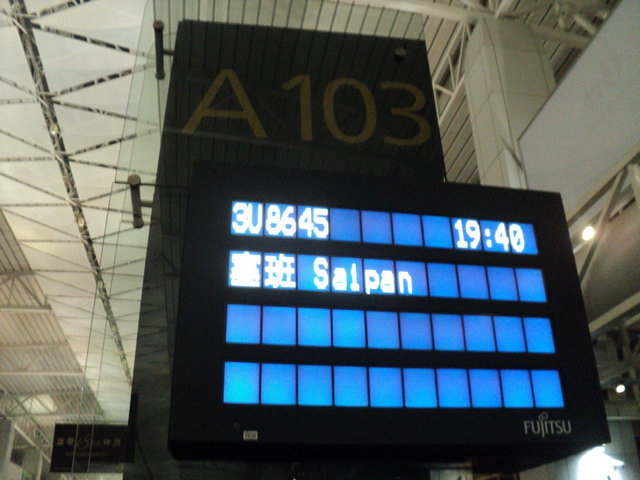 A103
3U8645 19:40
塞班 Saipan
FUJITSU